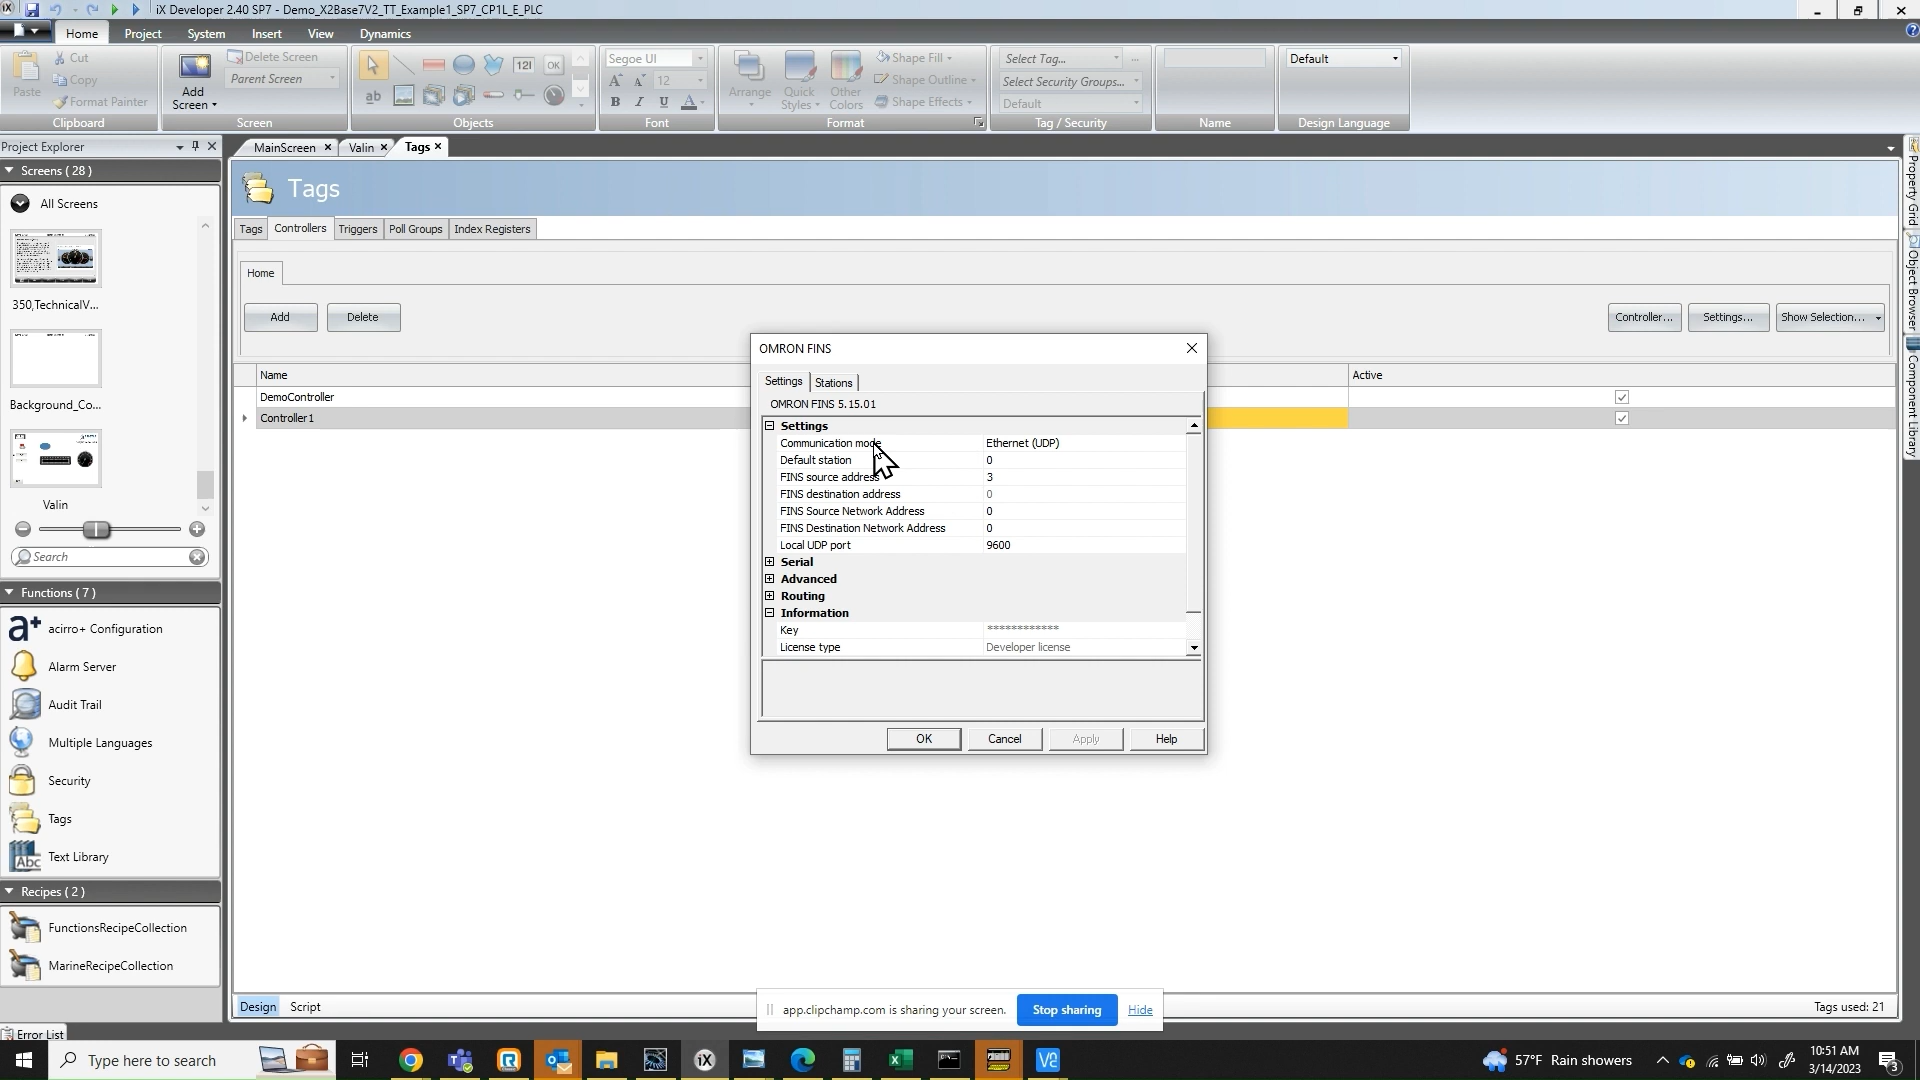 iX Developer 2.40 SP7 - Demo_X2Base7V2_TT_Example1_SP7_CP1L_E_PLC
Home Project System Insert View Dynamics
Paste
Cut
Copy
Format Painter
Clipboard
Add Screen
Delete Screen
Parent Screen
Screen
ab
123
OK
Objects
Segoe UI
12
B I U A
Font
Arrange
Quick Styles
Other Colors
Shape Fill
Shape Outline
Shape Effects
Format
Select Tag...
...
Select Security Groups...
Default
Tag / Security
Name
Default
Design Language
Project Explorer
Screens ( 28 )
All Screens
350,TechnicalV...
Background_Co...
Valin
Search
Functions ( 7 )
a+ acirro+ Configuration
Alarm Server
Audit Trail
Multiple Languages
Security
Tags
Abc Text Library
Recipes ( 2 )
FunctionsRecipeCollection
MarineRecipeCollection
Error List
MainScreen Valin Tags
Tags
Tags Controllers Triggers Poll Groups Index Registers
Home
Add Delete Controller... Settings... Show Selection...
Name Active
DemoController
Controller1
OMRON FINS
Settings Stations
OMRON FINS 5.15.01
Settings
Communication mode Ethernet (UDP)
Default station 0
FINS source address 3
FINS destination address 0
FINS Source Network Address 0
FINS Destination Network Address 0
Local UDP port 9600
Serial
Advanced
Routing
Information
Key ************
License type Developer license
OK Cancel Apply Help
Property Grid
Object Browser
Component Library
Design Script
Tags used: 21
app.clipchamp.com is sharing your screen. Stop sharing Hide
Type here to search
iX
57°F Rain showers
10:51 AM
3/14/2023
3